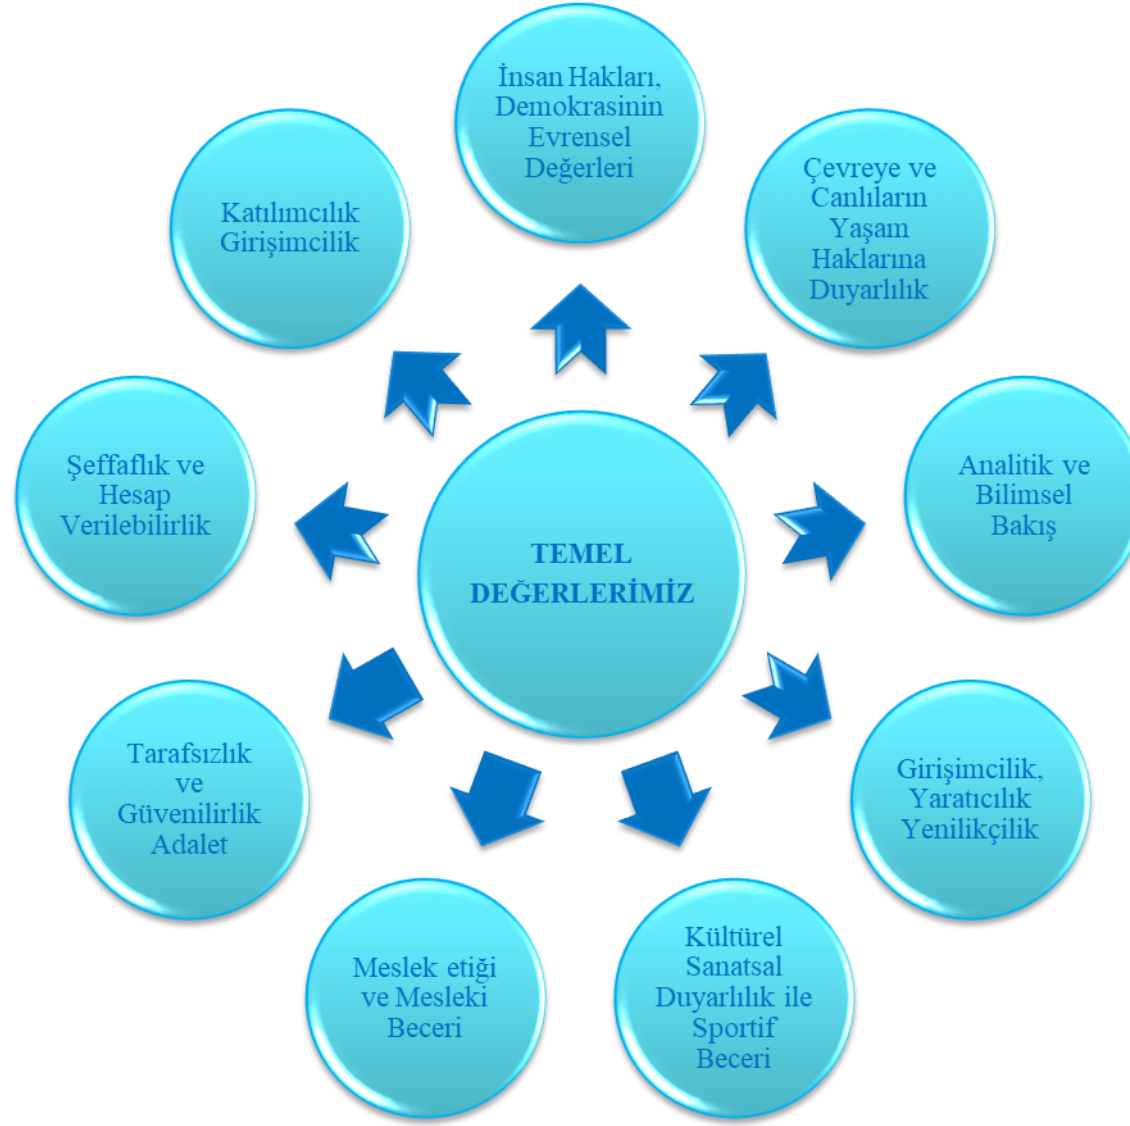 İnsan Hakları,
Demokrasinin
Evrensel
Değerleri
Çevreye ve
Canlıların
Yaşam
Haklarına
Duyarlılık
Analitik ve
Bilimsel
Bakış
Girişimcilik,
Yaratıcılık
Yenilikçilik
Kültürel
Sanatsal
Duyarlılık ile
Sportif
Beceri
Meslek etiği
ve Mesleki
Beceri
Tarafsızlık
ve
Güvenilirlik
Adalet
Şeffaflık ve
Hesap
Verilebilirlik
Katılımcılık
Girişimcilik
TEMEL
DEĞERLERİMİZ